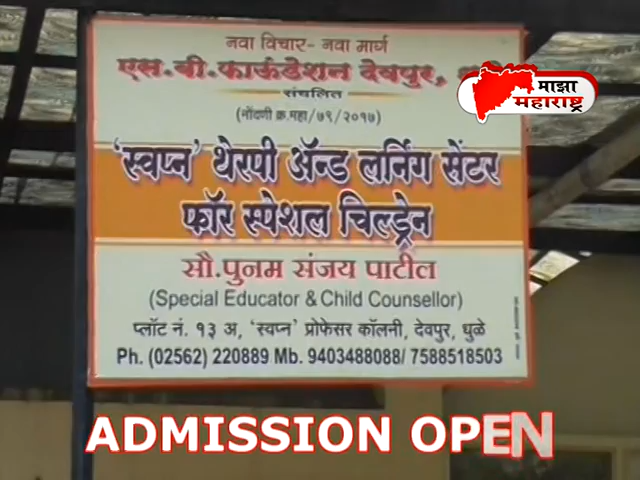 नवा विचार- नवा मार्ग
एस.वी.फाऊंडेशन देवपुर,
संचलित
(नोंदणी क्र.महा/७९/२०१७)
माझा
महाराष्ट्र
‘स्वप्न’ थेरपी ॲन्ड लर्निग सेंटर
फॉर स्पेशल चिल्ड्रेन
सौ.पुनम संजय पाटील
(Special Educator & Child Counsellor)
प्लॉट नं. १३ अ, ‘स्वप्न’ प्रोफेसर कॉलनी, देवपुर, धुळे
Ph. (02562) 220889 Mb. 9403488088/ 7588518503
ADMISSION OPEN